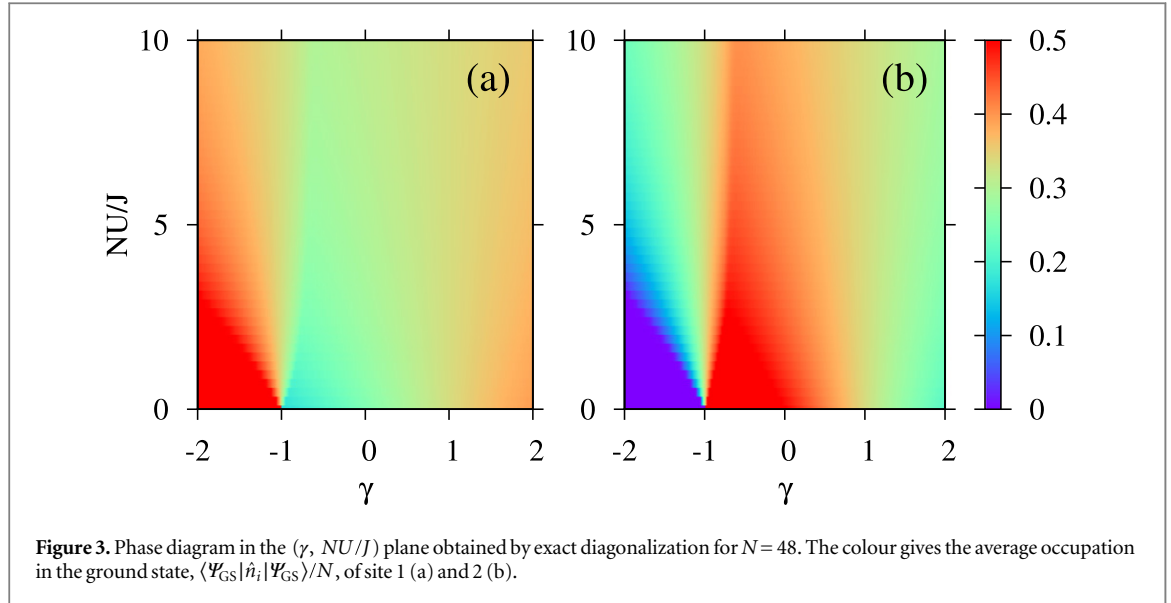 10
5
0
NU/J
(a)
-2 -1 0 1 2
γ
10
5
0
(b)
-2 -1 0 1 2
γ
0.5
0.4
0.3
0.2
0.1
0
Figure 3. Phase diagram in the (γ, NU/J) plane obtained by exact diagonalization for N = 48. The colour gives the average occupation
in the ground state, ⟨Ψ_GS|n̂_i|Ψ_GS⟩/N, of site 1 (a) and 2 (b).